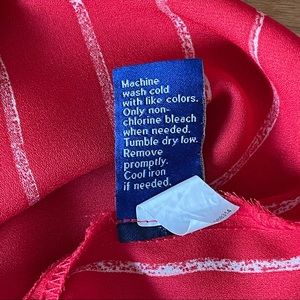 Machine
wash cold
with like colors.
Only non-
chlorine bleach
when needed.
Tumble dry low.
Remove
promptly.
Cool iron
if needed.